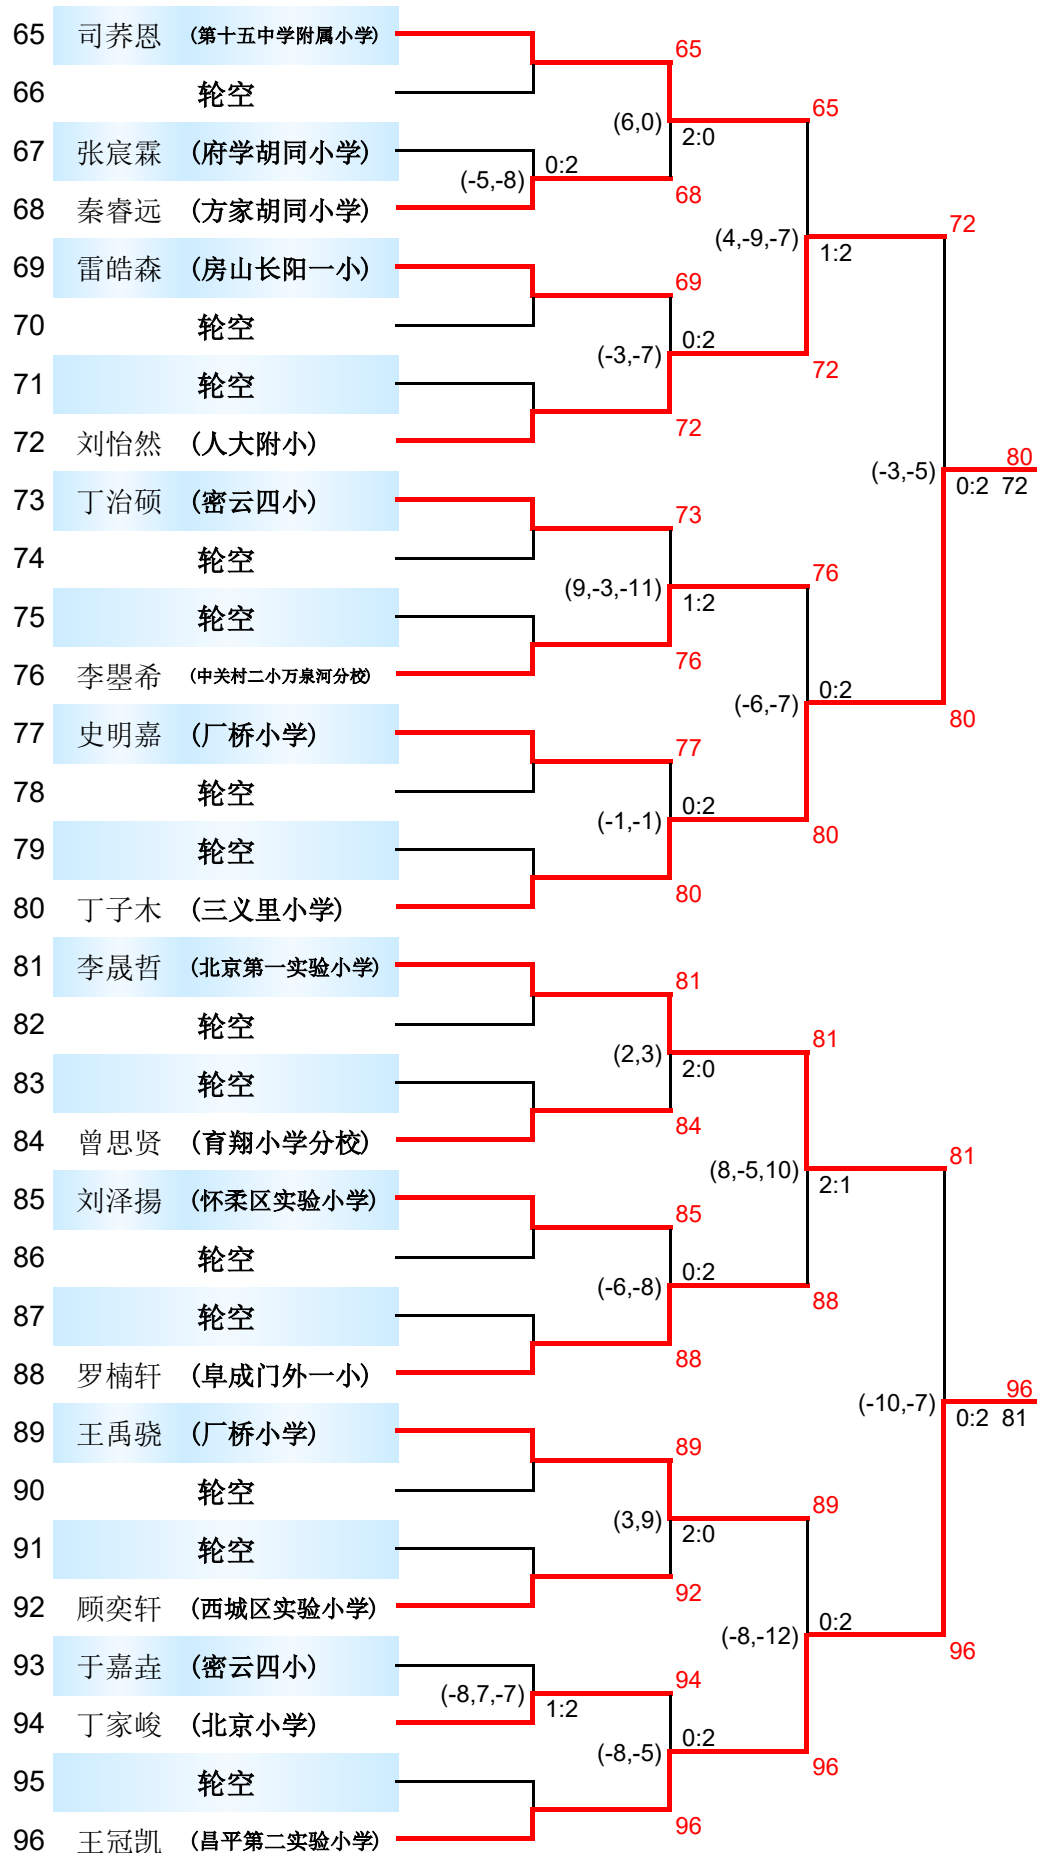 65 司荞恩 (第十五中学附属小学)
65
66 轮空
(6,0) 2:0 65
67 张宸霖 (府学胡同小学)
(-5,-8) 0:2
68
68 秦睿远 (方家胡同小学)
(4,-9,-7) 1:2 72
69 雷皓森 (房山长阳一小)
69
70 轮空
(-3,-7) 0:2
72
71 轮空
72
72 刘怡然 (人大附小)
(-3,-5) 0:2 72 80
73 丁治硕 (密云四小)
73
74 轮空
(9,-3,-11) 1:2 76
75 轮空
76
76 李曌希 (中关村二小万泉河分校)
(-6,-7) 0:2
80
77 史明嘉 (厂桥小学)
77
78 轮空
(-1,-1) 0:2
80
79 轮空
80
80 丁子木 (三义里小学)
81 李晟哲 (北京第一实验小学)
81
82 轮空
(2,3) 2:0 81
83 轮空
84
84 曾思贤 (育翔小学分校)
(8,-5,10) 2:1 81
85 刘泽揚 (怀柔区实验小学)
85
86 轮空
(-6,-8) 0:2
88
87 轮空
88
88 罗楠轩 (阜成门外一小)
(-10,-7) 0:2 81 96
89 王禹骁 (厂桥小学)
89
90 轮空
(3,9) 2:0 89
91 轮空
92
92 顾奕轩 (西城区实验小学)
(-8,-12) 0:2
96
93 于嘉垚 (密云四小)
(-8,7,-7) 1:2 94
94 丁家峻 (北京小学)
(-8,-5) 0:2
96
95 轮空
96
96 王冠凯 (昌平第二实验小学)